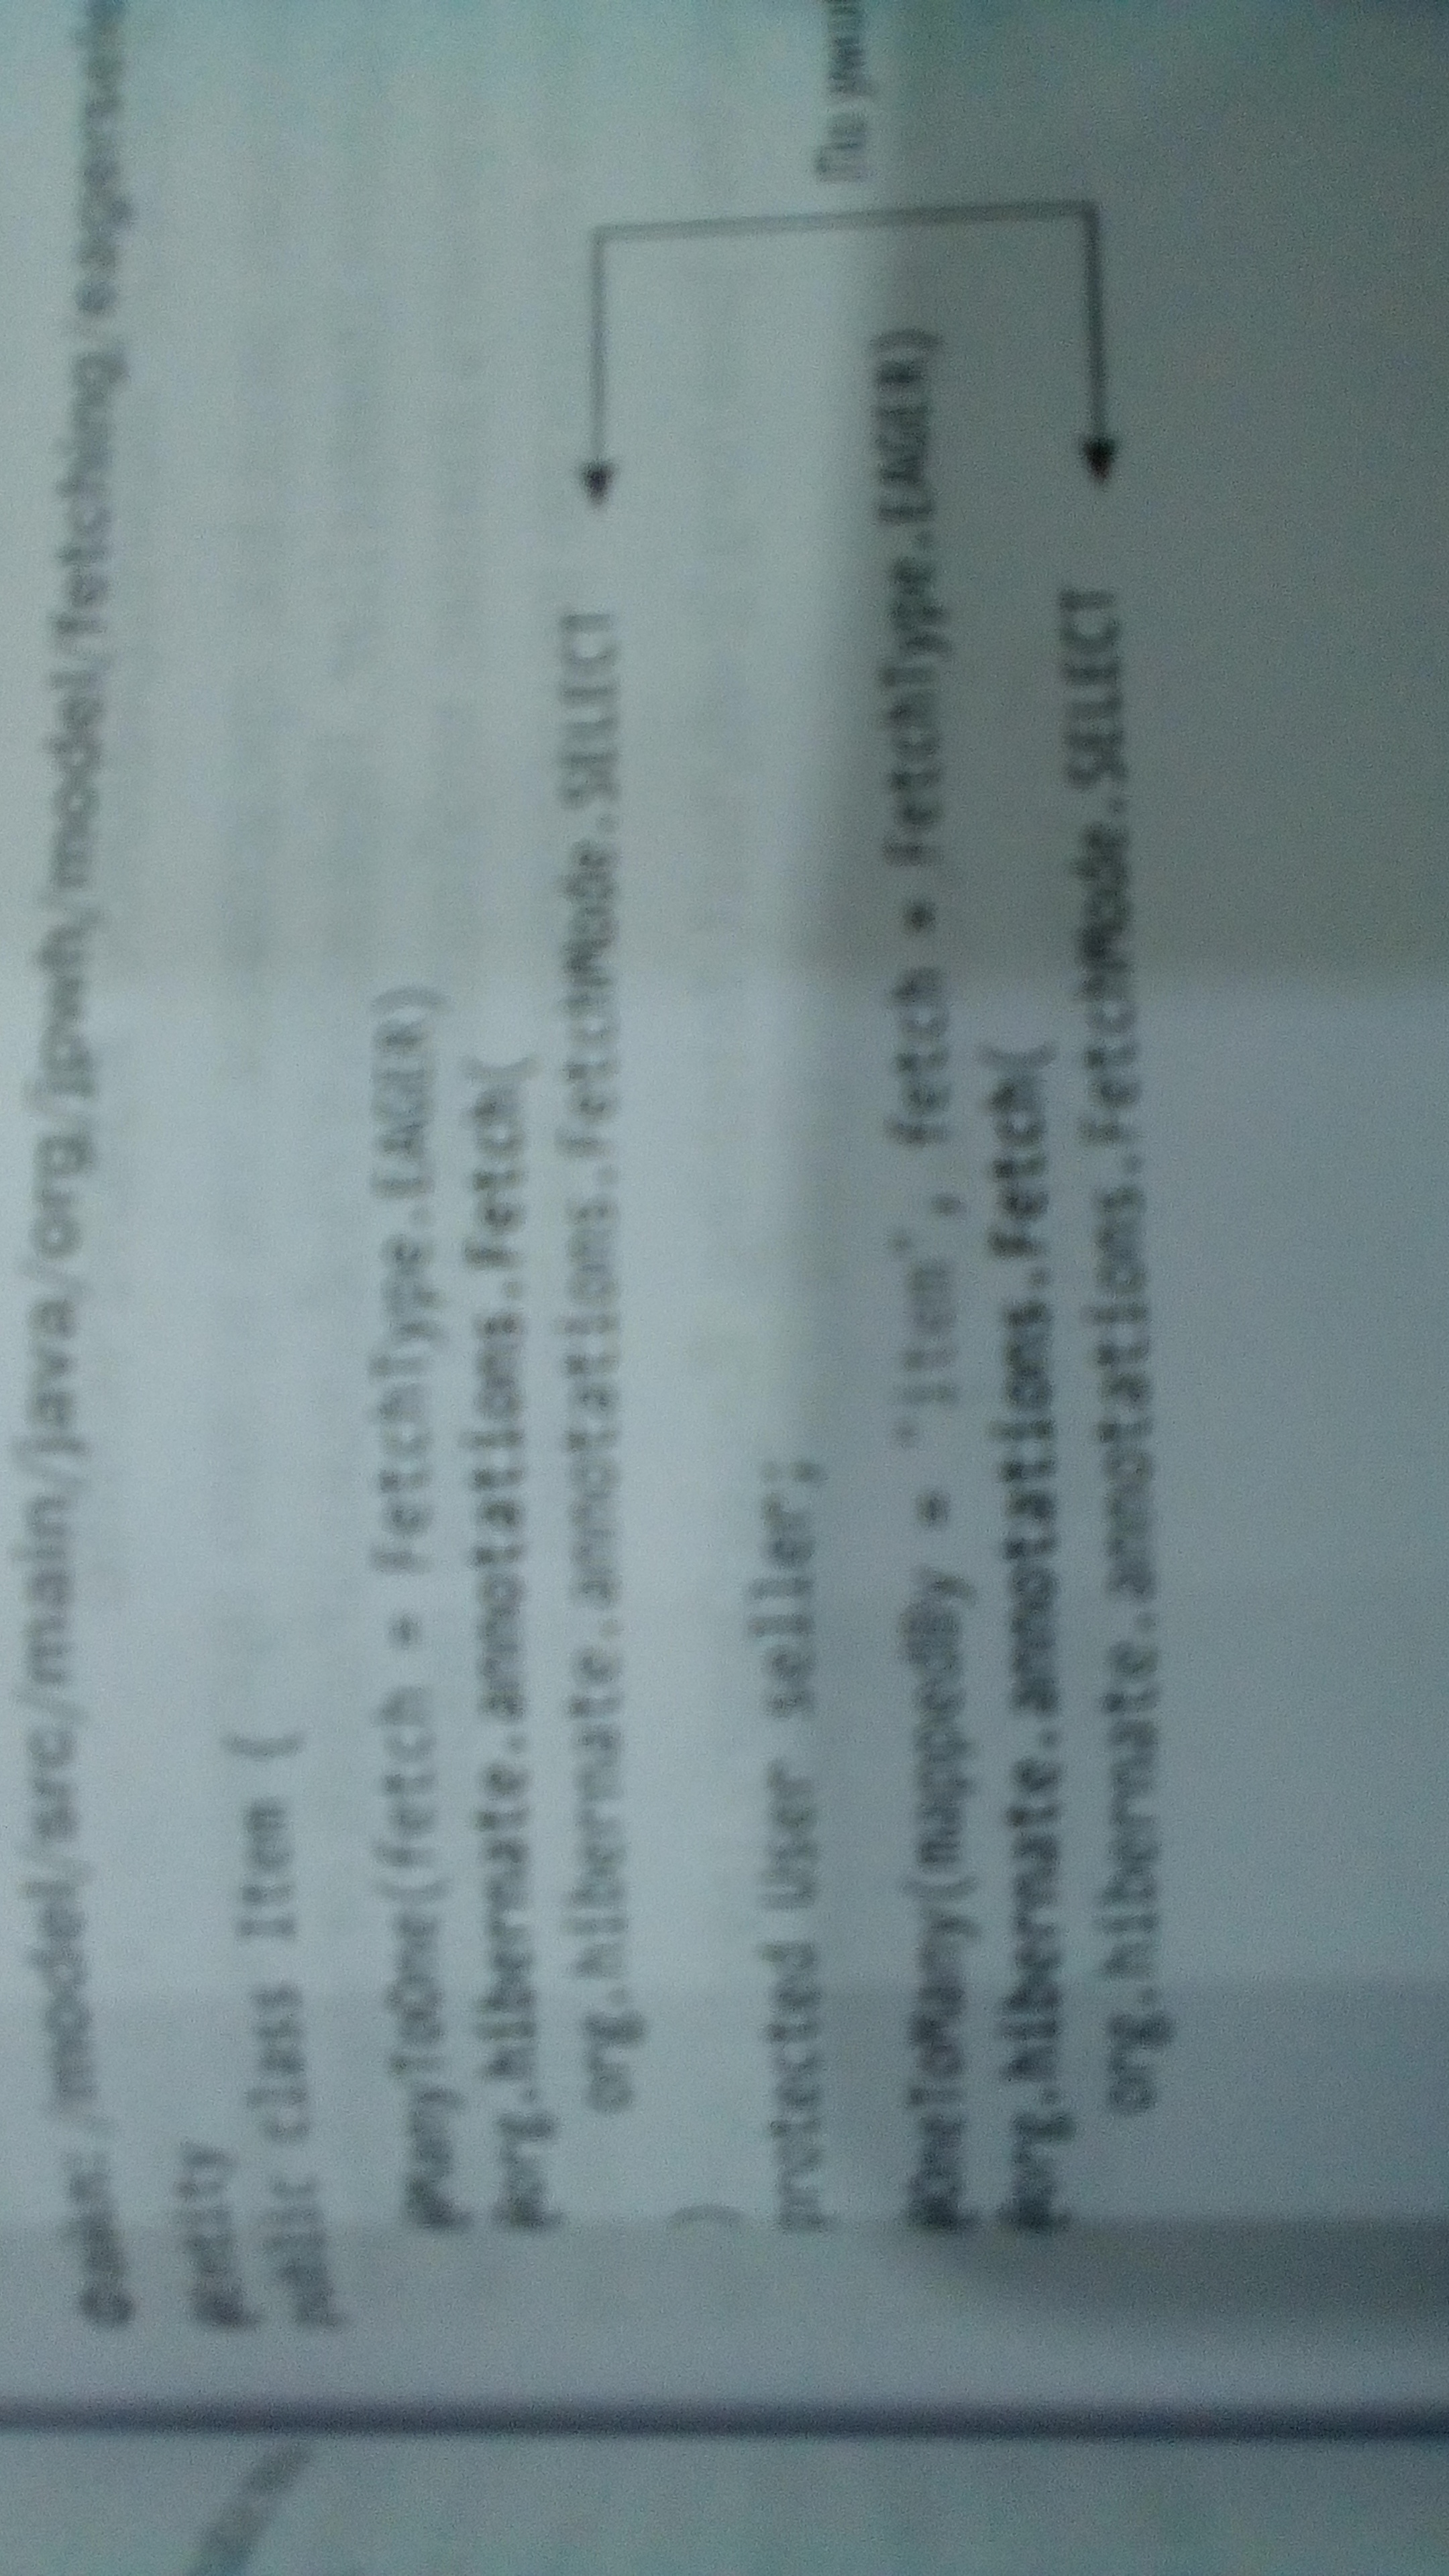 Файл: /model/src/main/java/org/jpwh/model/fetching/eagersele
@Entity
public class Item {
@ManyToOne(fetch = FetchType.EAGER)
@org.hibernate.annotations.Fetch(
org.hibernate.annotations.FetchMode.SELECT
)
protected User seller;
По умол
@OneToMany(mappedBy = "item", fetch = FetchType.EAGER)
@org.hibernate.annotations.Fetch(
org.hibernate.annotations.FetchMode.SELECT